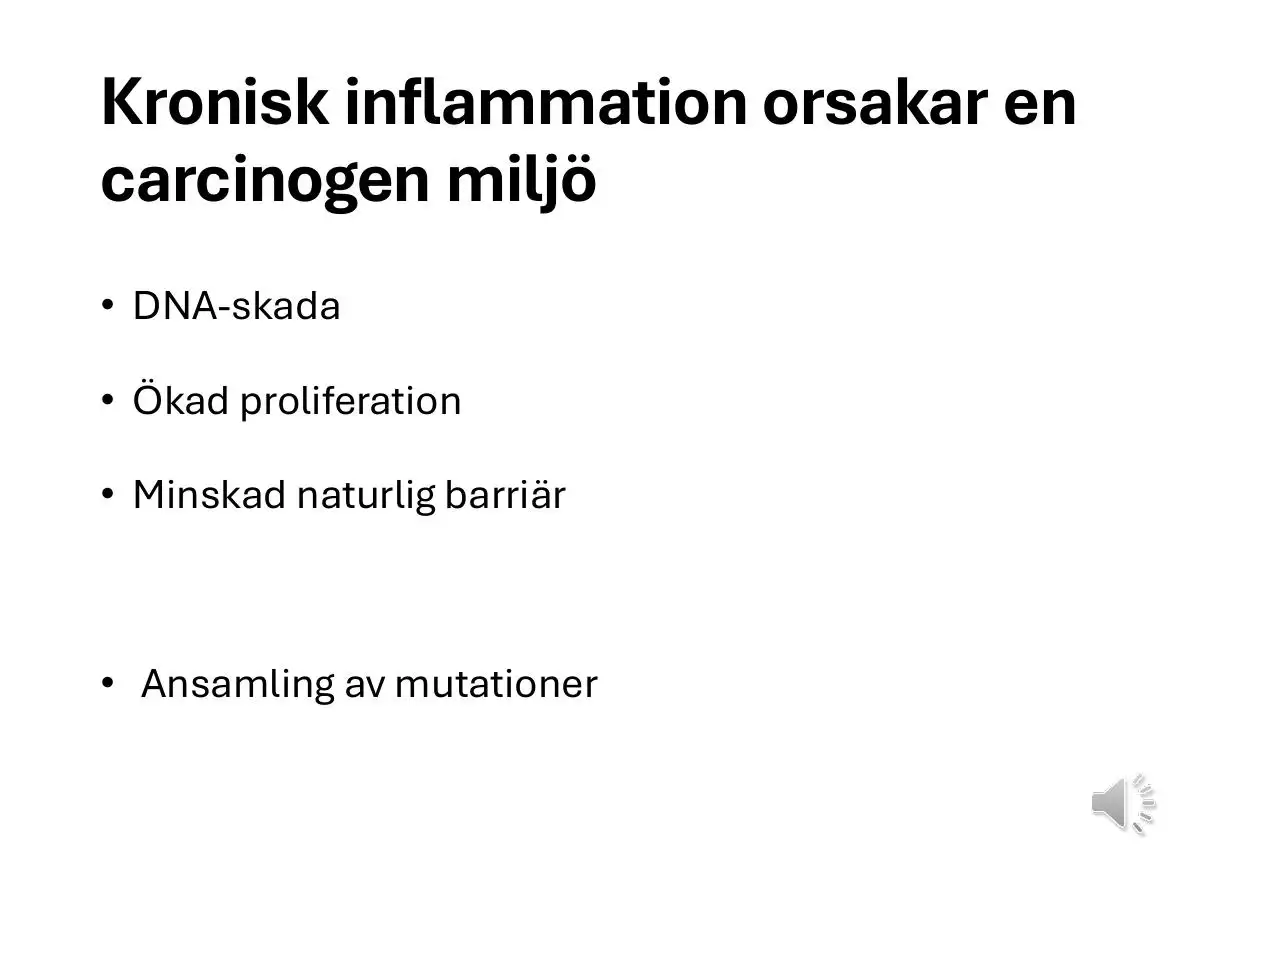 Kronisk inflammation orsakar en
carcinogen miljö
• DNA-skada
• Ökad proliferation
• Minskad naturlig barriär
• Ansamling av mutationer